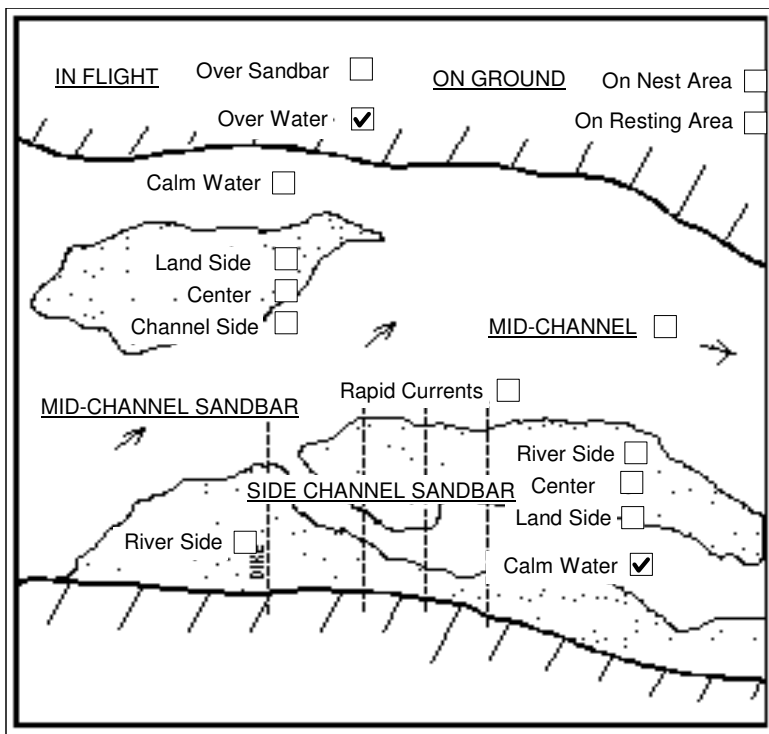 IN FLIGHT
Over Sandbar
ON GROUND
On Nest Area
Over Water
On Resting Area
Calm Water
Land Side
Center
Channel Side
MID-CHANNEL
Rapid Currents
MID-CHANNEL SANDBAR
River Side
SIDE CHANNEL SANDBAR
Center
Land Side
River Side
DIKE
Calm Water